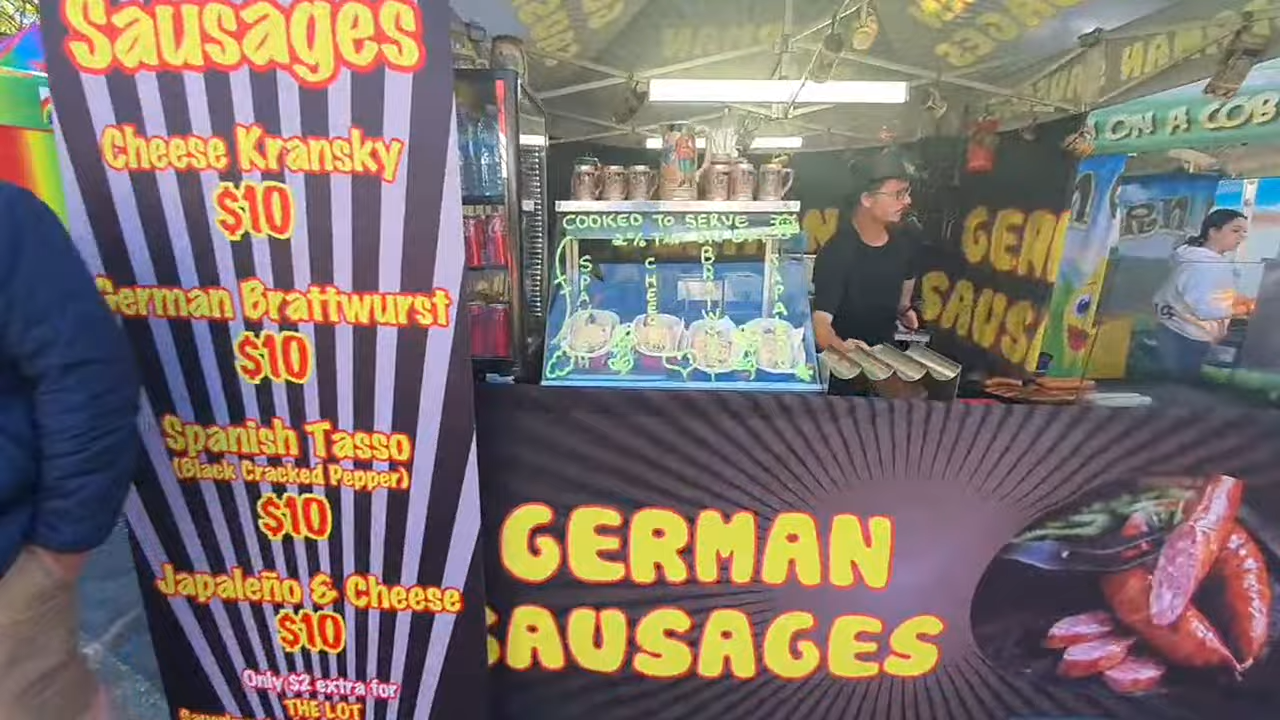 Sausages
Cheese Kransky
$10
German Brattwurst
$10
Spanish Tasso
(Black Cracked Pepper)
$10
Japaleño & Cheese
$10
Only $2 extra for
THE LOT
COOKED TO SERVE
GERMAN
SAUSAGES
ON A COB